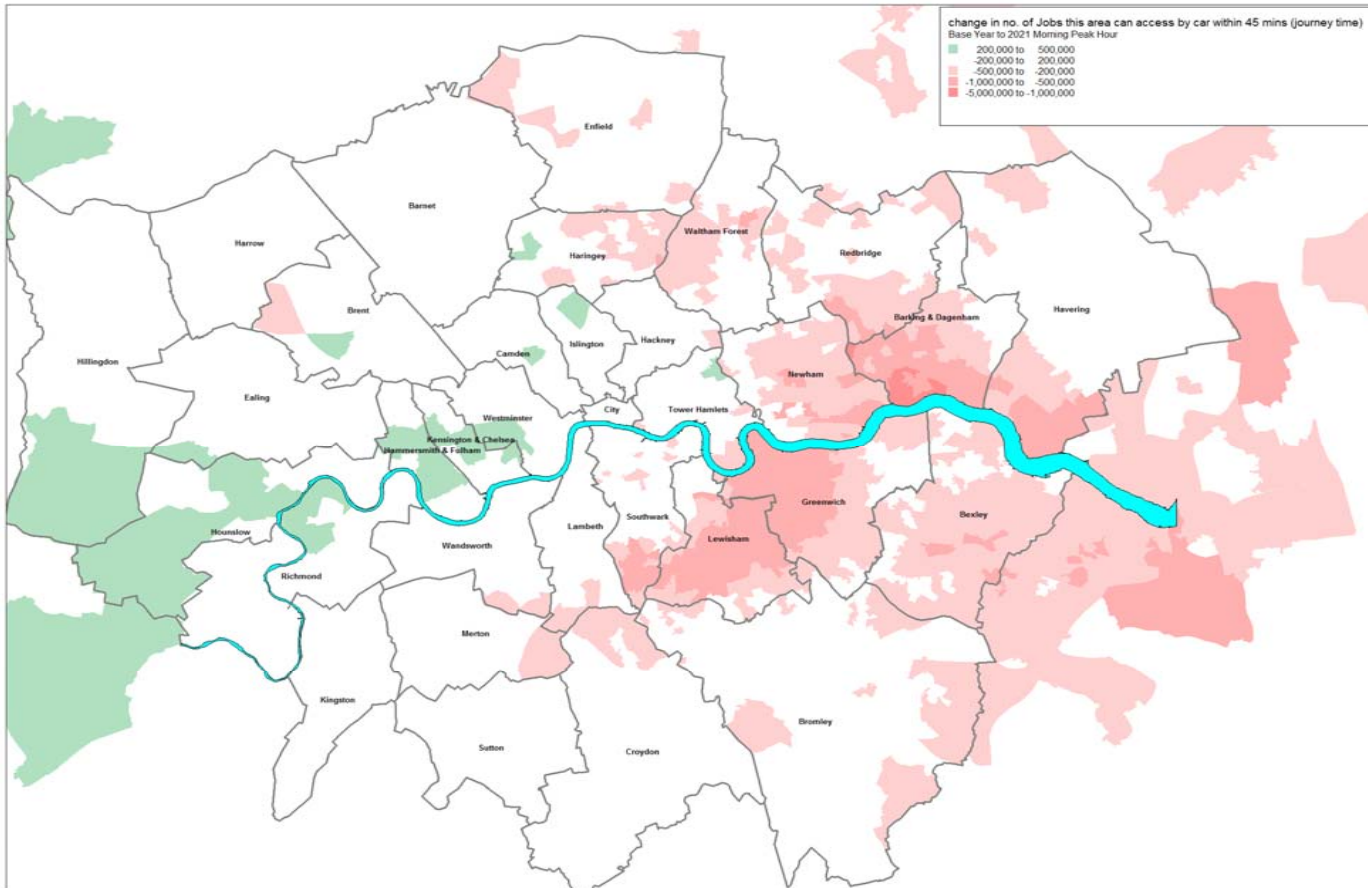 change in no. of Jobs this area can access by car within 45 mins (journey time)
Base Year to 2021 Morning Peak Hour
200,000 to 500,000
-200,000 to 200,000
-500,000 to -200,000
-1,000,000 to -500,000
-5,000,000 to -1,000,000
Enfield
Barnet
Harrow
Waltham Forest
Haringey
Redbridge
Brent
Havering
Barking & Dagenham
Hillingdon
Camden
Islington
Hackney
Newham
Ealing
City
Tower Hamlets
Westminster
Kensington & Chelsea
Hammersmith & Fulham
Greenwich
Bexley
Hounslow
Lambeth
Southwark
Lewisham
Wandsworth
Richmond
Merton
Kingston
Bromley
Sutton
Croydon